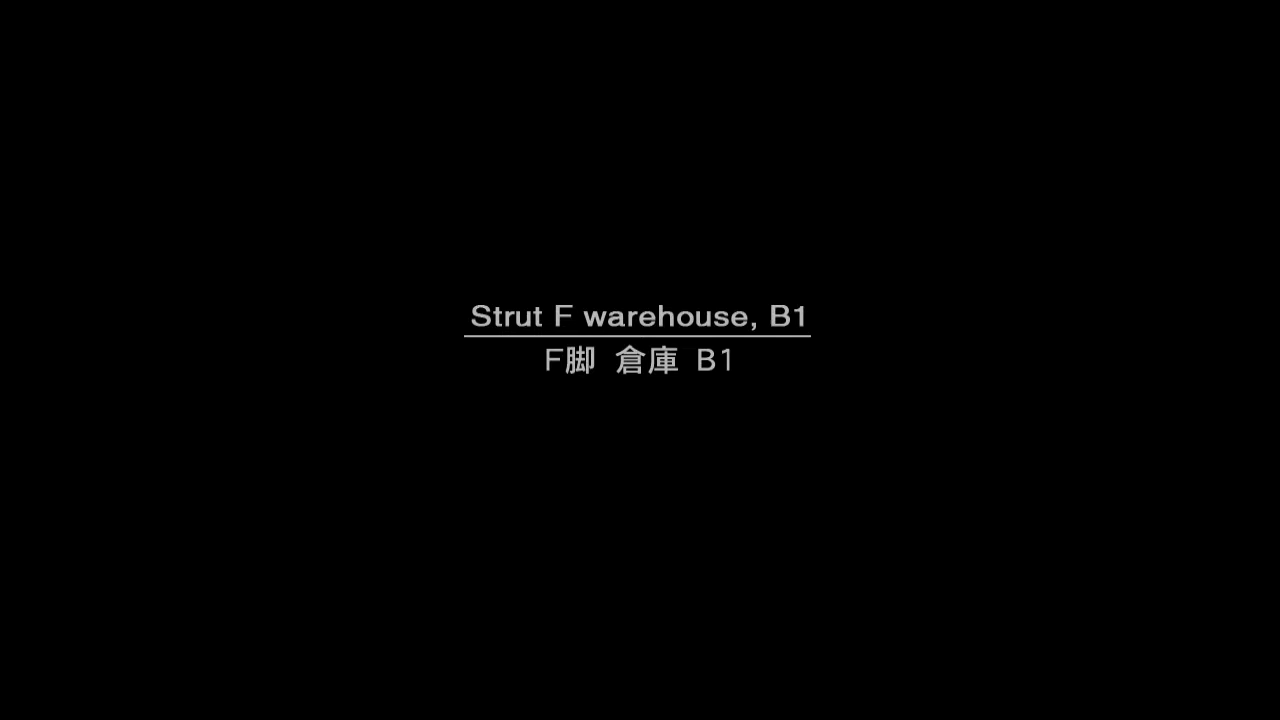 Strut F warehouse, B1
F脚 倉庫 B1